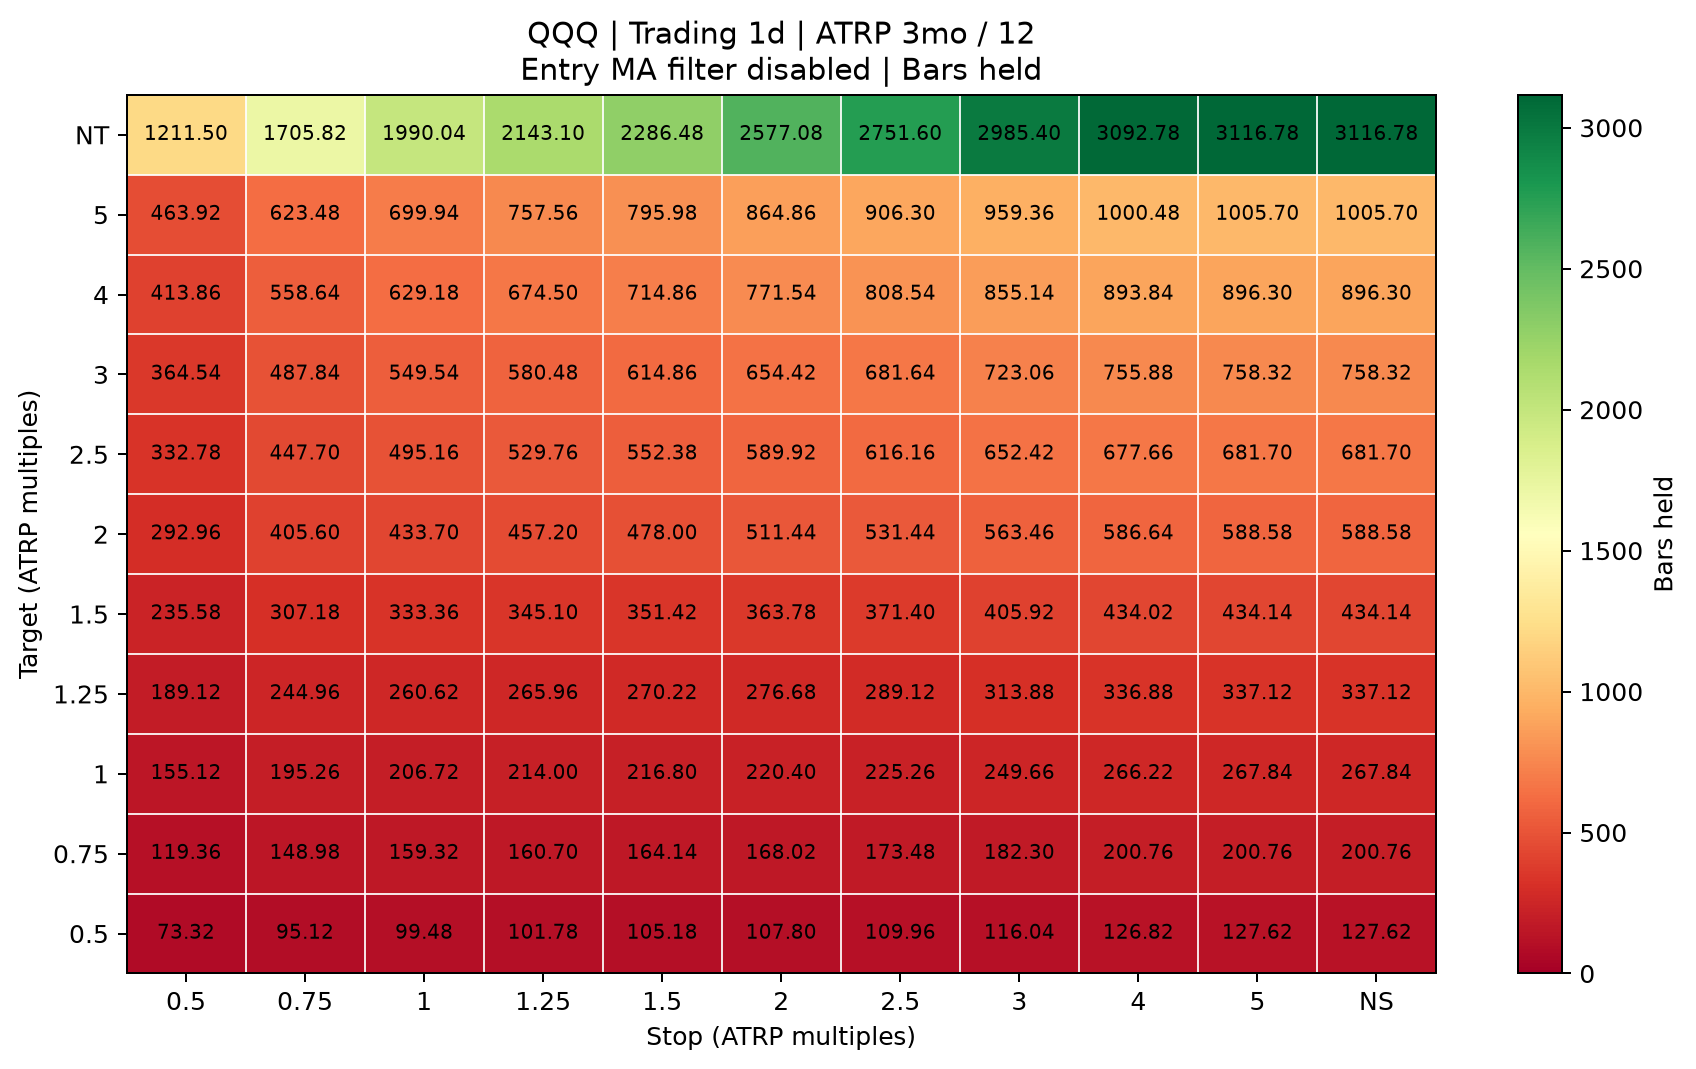 QQQ | Trading 1d | ATRP 3mo / 12
Entry MA filter disabled | Bars held
NT 1211.50 1705.82 1990.04 2143.10 2286.48 2577.08 2751.60 2985.40 3092.78 3116.78 3116.78
5 463.92 623.48 699.94 757.56 795.98 864.86 906.30 959.36 1000.48 1005.70 1005.70
4 413.86 558.64 629.18 674.50 714.86 771.54 808.54 855.14 893.84 896.30 896.30
3 364.54 487.84 549.54 580.48 614.86 654.42 681.64 723.06 755.88 758.32 758.32
2.5 332.78 447.70 495.16 529.76 552.38 589.92 616.16 652.42 677.66 681.70 681.70
2 292.96 405.60 433.70 457.20 478.00 511.44 531.44 563.46 586.64 588.58 588.58
1.5 235.58 307.18 333.36 345.10 351.42 363.78 371.40 405.92 434.02 434.14 434.14
1.25 189.12 244.96 260.62 265.96 270.22 276.68 289.12 313.88 336.88 337.12 337.12
1 155.12 195.26 206.72 214.00 216.80 220.40 225.26 249.66 266.22 267.84 267.84
0.75 119.36 148.98 159.32 160.70 164.14 168.02 173.48 182.30 200.76 200.76 200.76
0.5 73.32 95.12 99.48 101.78 105.18 107.80 109.96 116.04 126.82 127.62 127.62
0.5 0.75 1 1.25 1.5 2 2.5 3 4 5 NS
Stop (ATRP multiples)
Target (ATRP multiples)
3000
2500
2000
1500
1000
500
0
Bars held